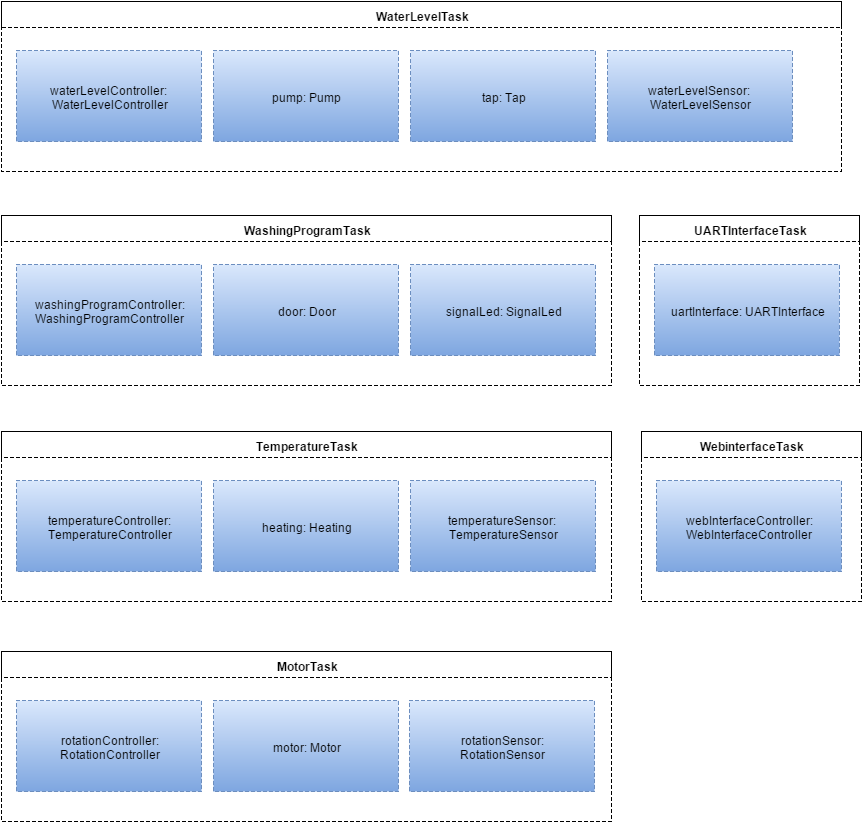 WaterLevelTask
waterLevelController:
WaterLevelController
pump: Pump
tap: Tap
waterLevelSensor:
WaterLevelSensor
WashingProgramTask
washingProgramController:
WashingProgramController
door: Door
signalLed: SignalLed
UARTInterfaceTask
uartInterface: UARTInterface
TemperatureTask
temperatureController:
TemperatureController
heating: Heating
temperatureSensor:
TemperatureSensor
WebinterfaceTask
webInterfaceController:
WebInterfaceController
MotorTask
rotationController:
RotationController
motor: Motor
rotationSensor:
RotationSensor